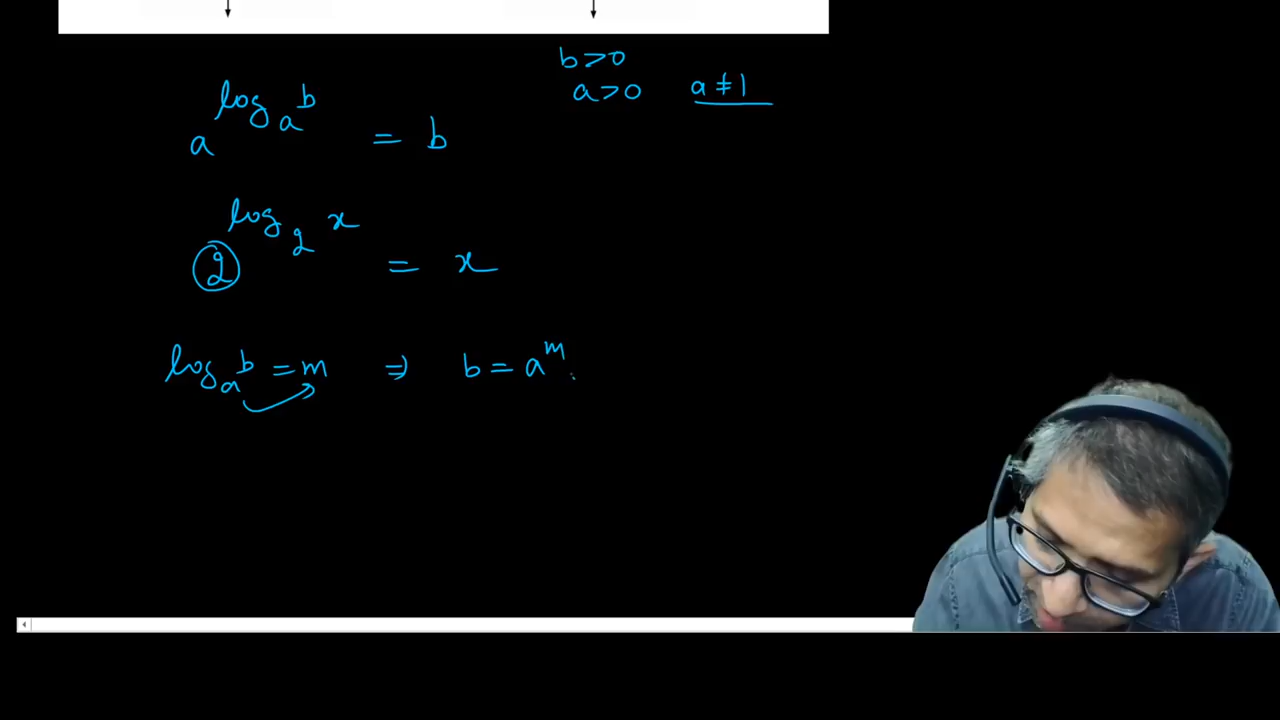 b > 0
a > 0 a ≠ 1
a^{log_a b} = b
2^{log_2 x} = x
log_a b = m ⇒ b = a^m.